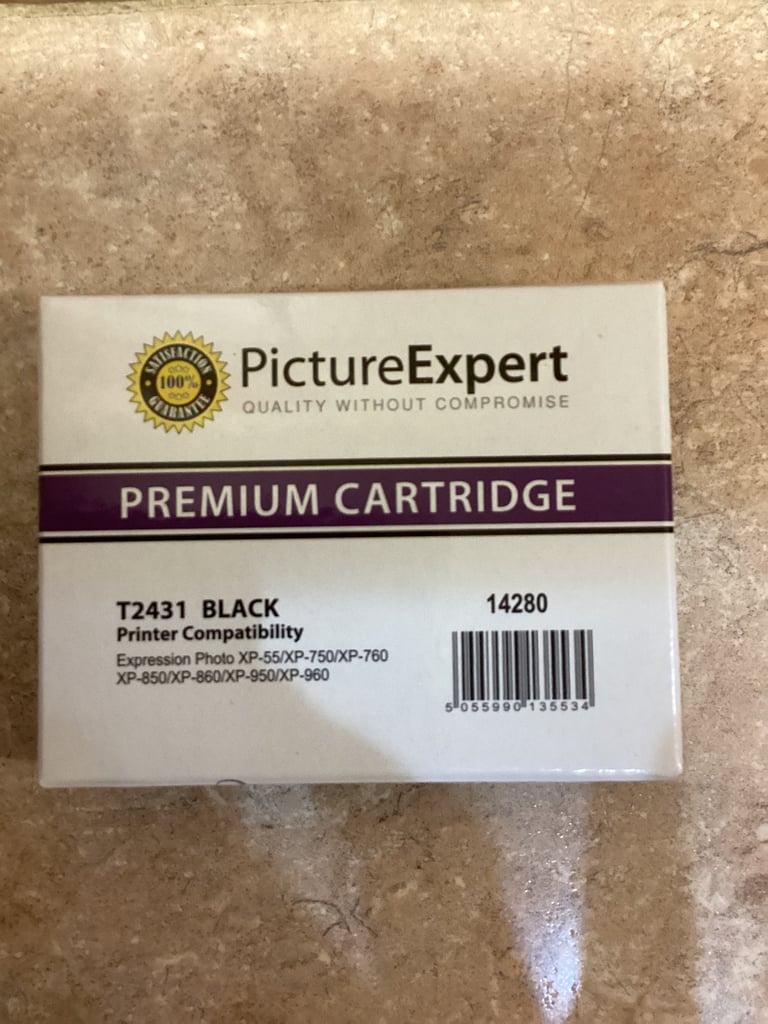 SATISFACTION
100%
GUARANTEE
PictureExpert
QUALITY WITHOUT COMPROMISE
PREMIUM CARTRIDGE
T2431 BLACK
Printer Compatibility
Expression Photo XP-55/XP-750/XP-760
XP-850/XP-860/XP-950/XP-960
14280
5 055990 135534